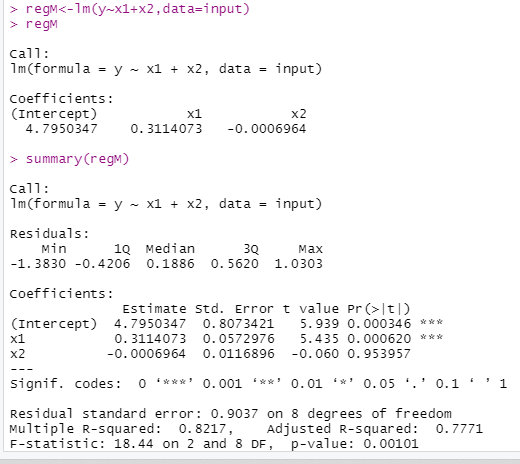 > regM<-lm(y~x1+x2,data=input)
> regM
Call:
lm(formula = y ~ x1 + x2, data = input)
Coefficients:
(Intercept)           x1           x2
  4.7950347    0.3114073   -0.0006964
> summary(regM)
Call:
lm(formula = y ~ x1 + x2, data = input)
Residuals:
    Min      1Q  Median      3Q     Max
-1.3830 -0.4206  0.1886  0.5620  1.0303
Coefficients:
              Estimate Std. Error t value Pr(>|t|)
(Intercept)  4.7950347  0.8073421   5.939 0.000346 ***
x1           0.3114073  0.0572976   5.435 0.000620 ***
x2          -0.0006964  0.0116896  -0.060 0.953957
---
Signif. codes:  0 ‘***’ 0.001 ‘**’ 0.01 ‘*’ 0.05 ‘.’ 0.1 ‘ ’ 1
Residual standard error: 0.9037 on 8 degrees of freedom
Multiple R-squared:  0.8217,    Adjusted R-squared:  0.7771
F-statistic: 18.44 on 2 and 8 DF,  p-value: 0.00101